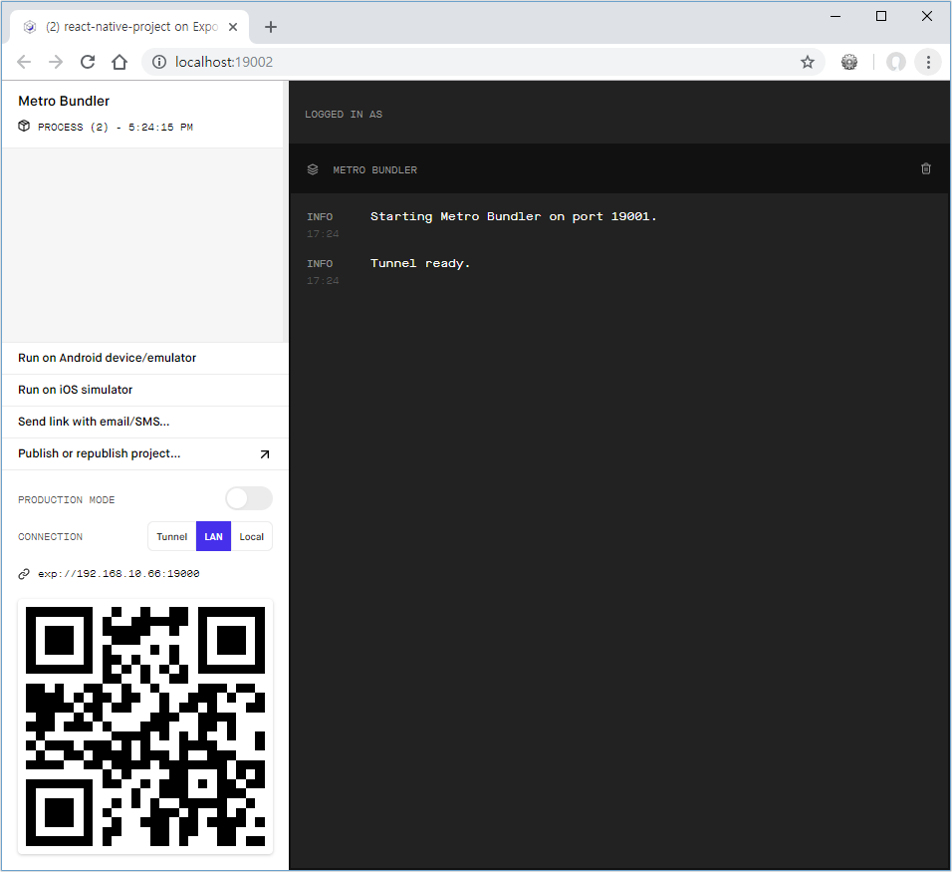 (2) react-native-project on Expo
localhost:19002
Metro Bundler
PROCESS (2) - 5:24:15 PM
Run on Android device/emulator
Run on iOS simulator
Send link with email/SMS...
Publish or republish project...
PRODUCTION MODE
CONNECTION
Tunnel LAN Local
exp://192.168.10.66:19000
LOGGED IN AS
METRO BUNDLER
INFO Starting Metro Bundler on port 19001.
17:24
INFO Tunnel ready.
17:24